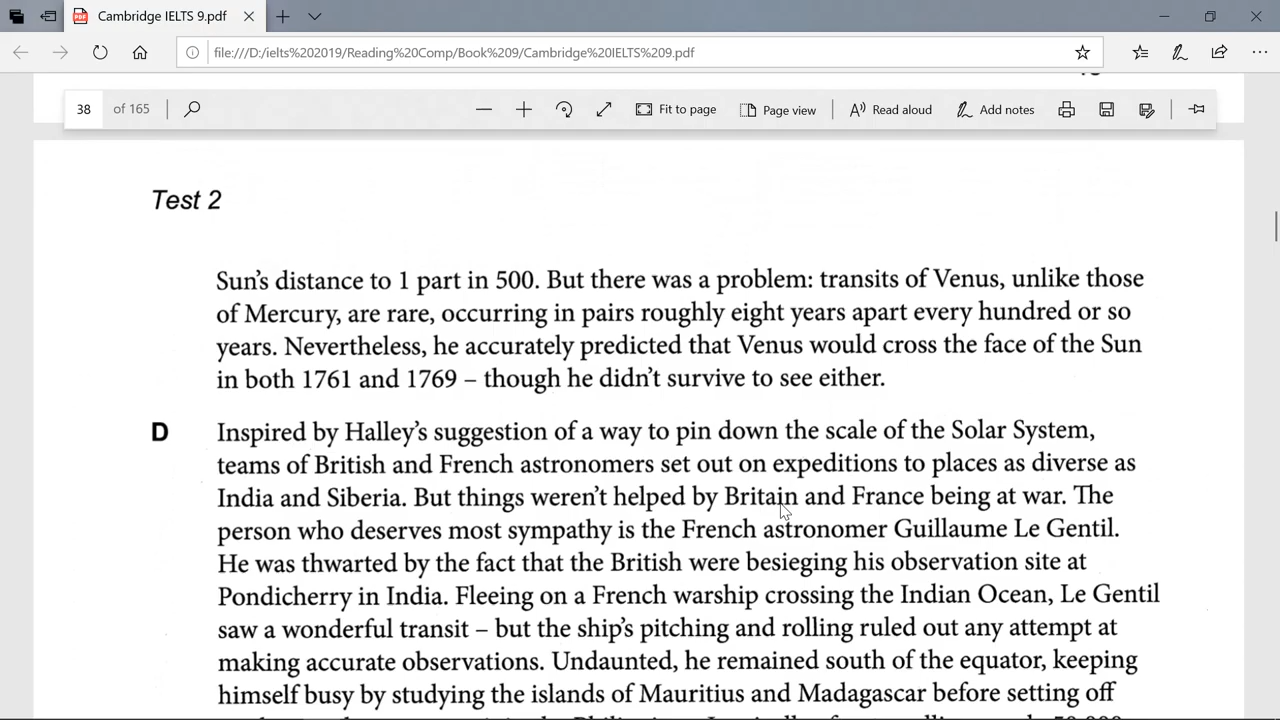 Cambridge IELTS 9.pdf
file:///D:/ielts%202019/Reading%20Comp/Book%209/Cambridge%20IELTS%209.pdf
38 of 165 Fit to page Page view Read aloud Add notes
Test 2
Sun's distance to 1 part in 500. But there was a problem: transits of Venus, unlike those
of Mercury, are rare, occurring in pairs roughly eight years apart every hundred or so
years. Nevertheless, he accurately predicted that Venus would cross the face of the Sun
in both 1761 and 1769 – though he didn't survive to see either.
D Inspired by Halley's suggestion of a way to pin down the scale of the Solar System,
teams of British and French astronomers set out on expeditions to places as diverse as
India and Siberia. But things weren't helped by Britain and France being at war. The
person who deserves most sympathy is the French astronomer Guillaume Le Gentil.
He was thwarted by the fact that the British were besieging his observation site at
Pondicherry in India. Fleeing on a French warship crossing the Indian Ocean, Le Gentil
saw a wonderful transit – but the ship's pitching and rolling ruled out any attempt at
making accurate observations. Undaunted, he remained south of the equator, keeping
himself busy by studying the islands of Mauritius and Madagascar before setting off